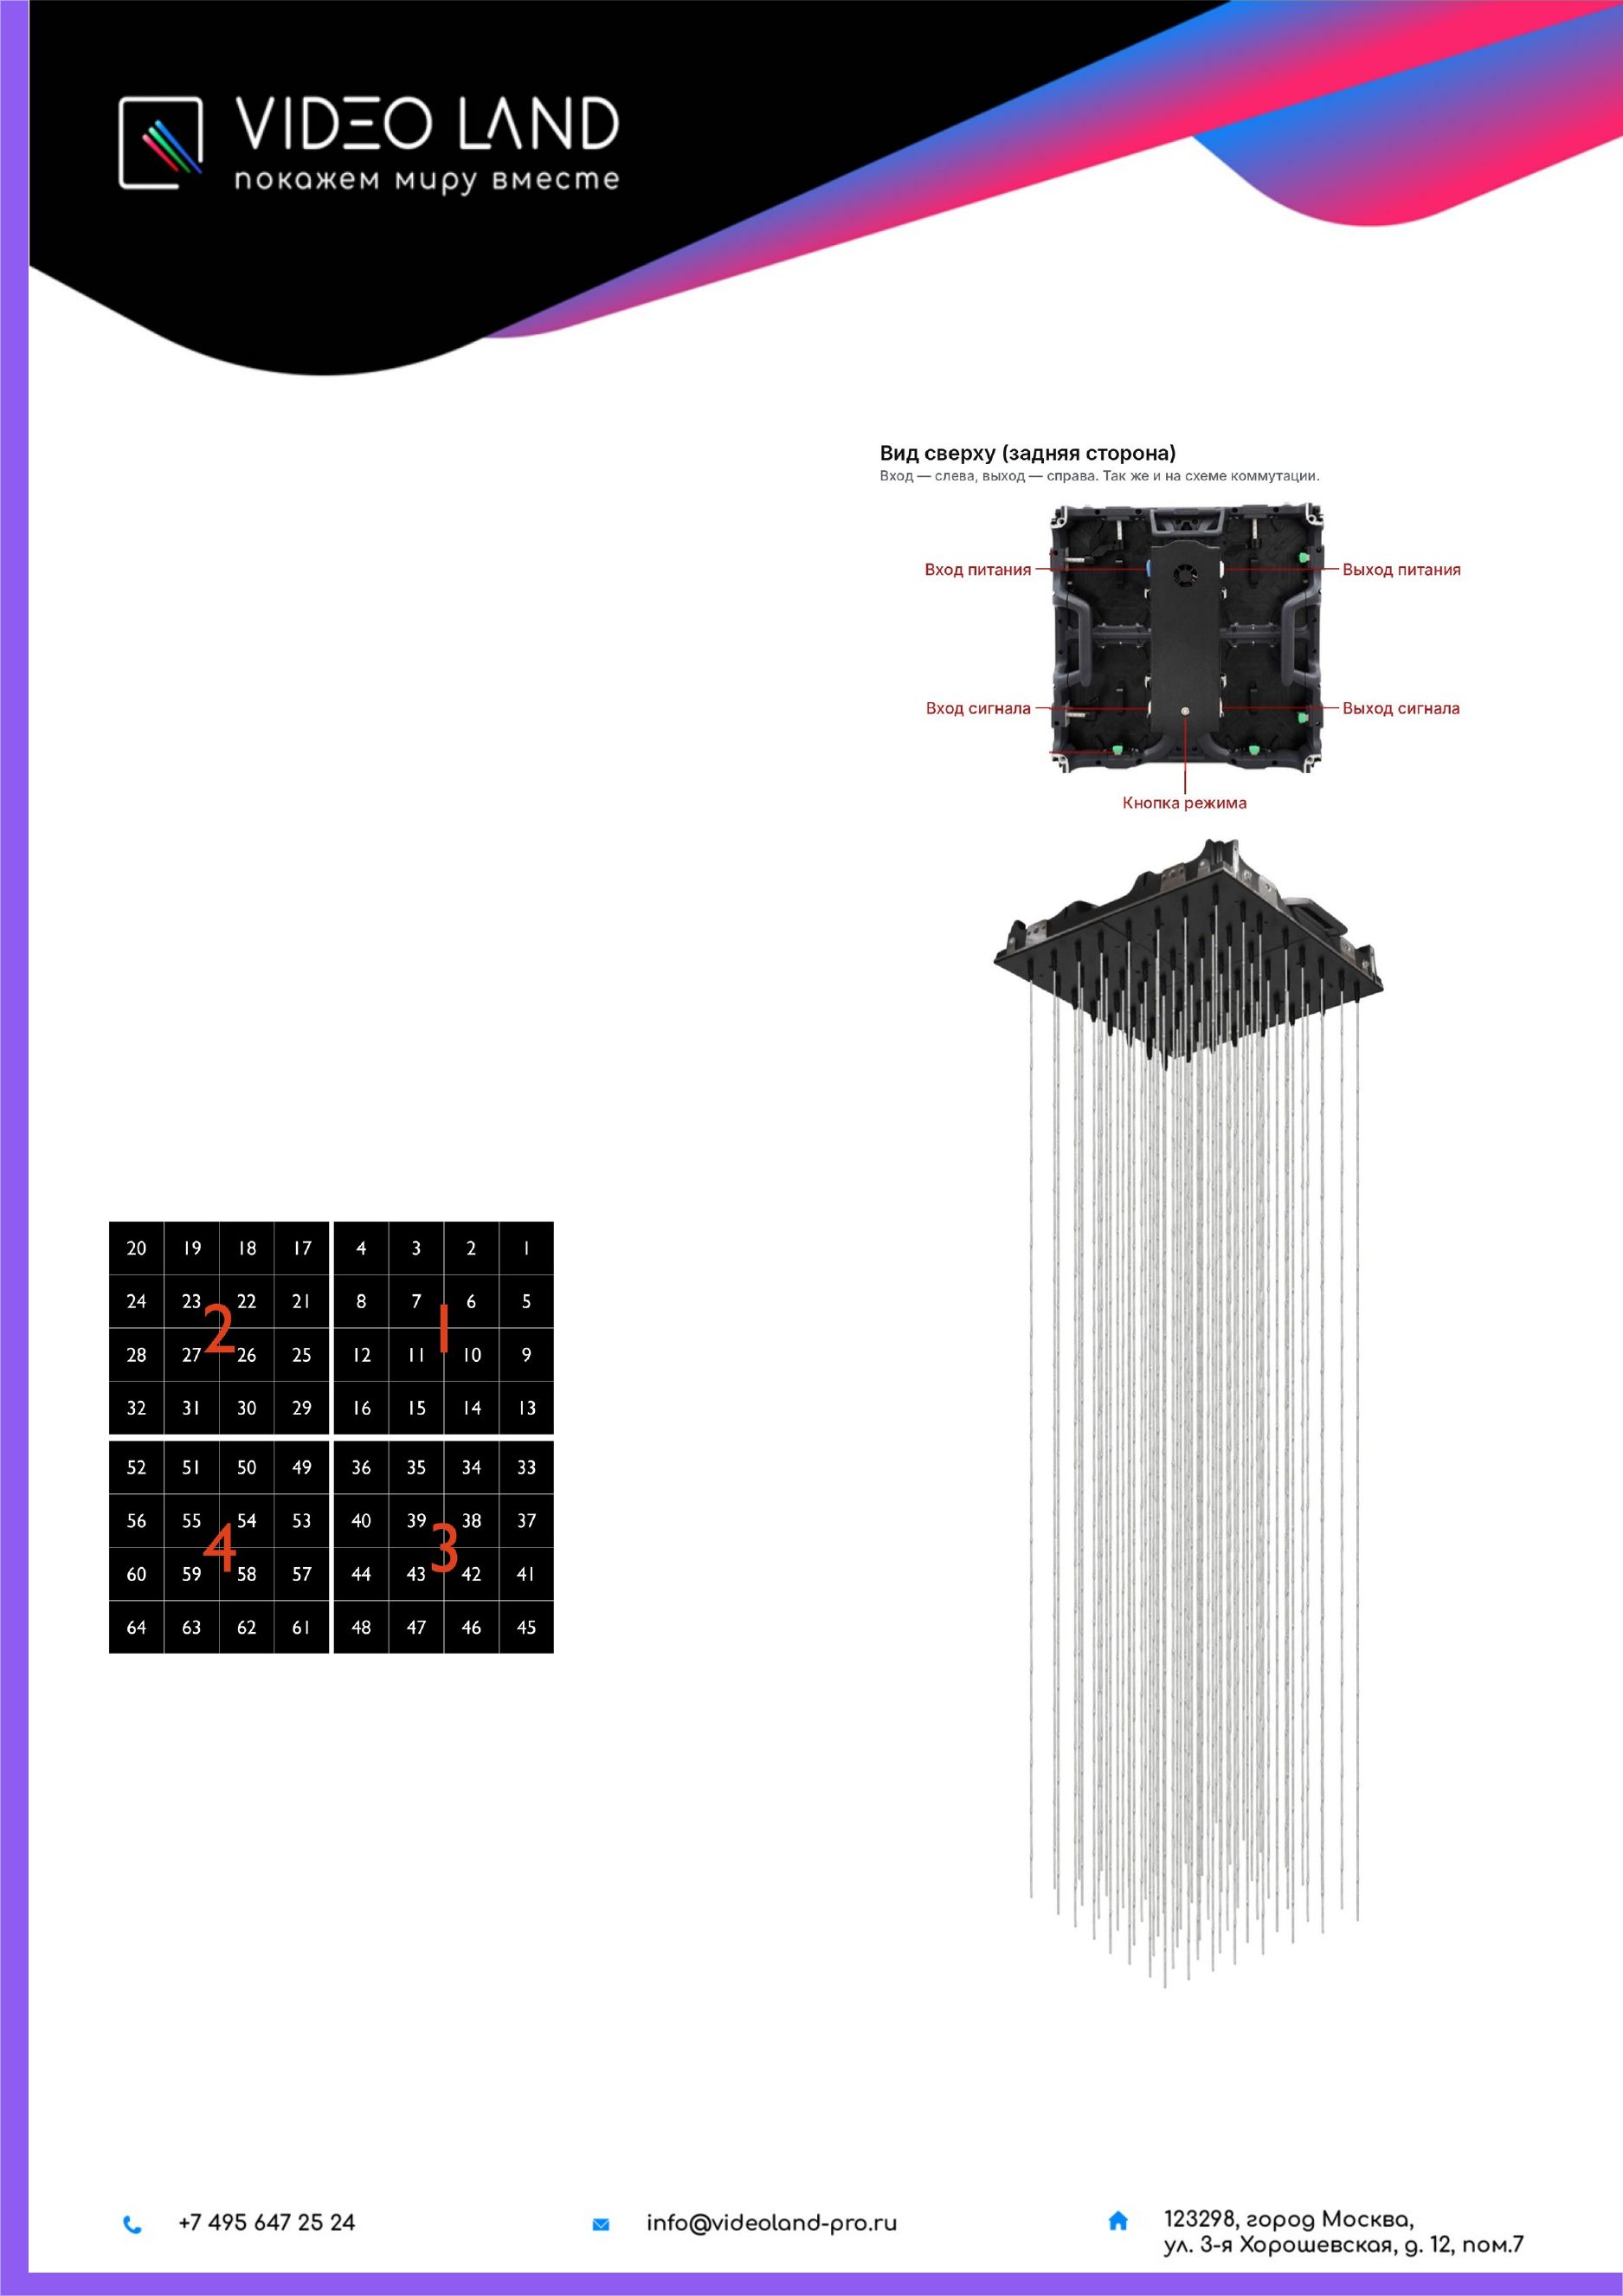 VIDEO LAND
покажем миру вместе
Вид сверху (задняя сторона)
Вход — слева, выход — справа. Так же и на схеме коммутации.
Вход питания
Выход питания
Вход сигнала
Выход сигнала
Кнопка режима
20 19 18 17 4 3 2 1
24 23 22 21 8 7 6 5
2 1
28 27 26 25 12 11 10 9
32 31 30 29 16 15 14 13
52 51 50 49 36 35 34 33
56 55 54 53 40 39 38 37
4 3
60 59 58 57 44 43 42 41
64 63 62 61 48 47 46 45
+7 495 647 25 24
info@videoland-pro.ru
123298, город Москва,
ул. 3-я Хорошевская, д. 12, пом.7